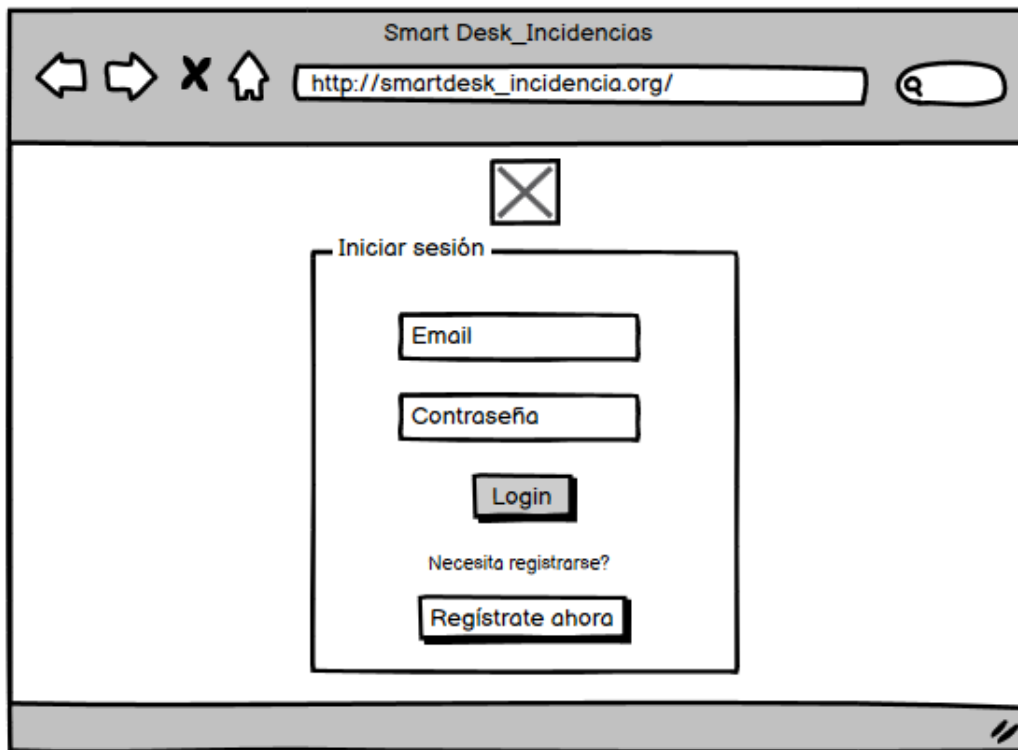 Smart Desk_Incidencias
http://smartdesk_incidencia.org/
Iniciar sesión
Email
Contraseña
Login
Necesita registrarse?
Regístrate ahora